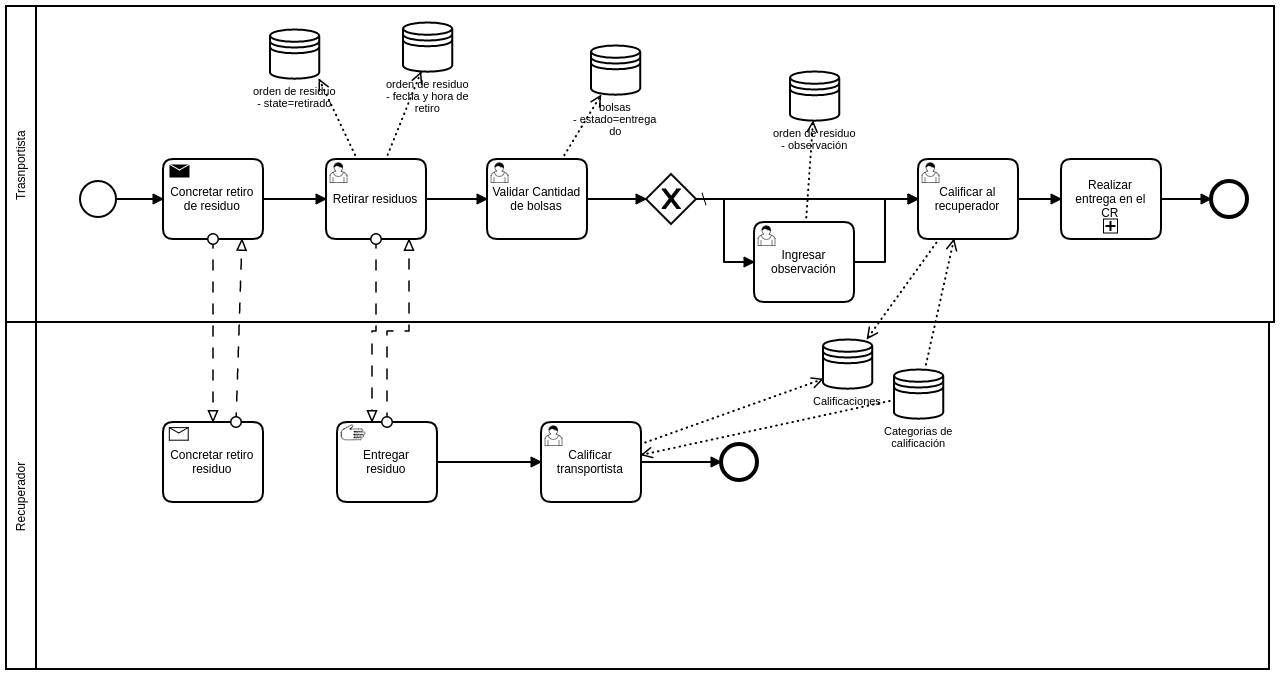 Trasnportista
orden de residuo
- state=retirado
orden de residuo
- fecha y hora de
retiro
bolsas
- estado=entrega
do
orden de residuo
- observación
Concretar retiro
de residuo
Retirar residuos
Validar Cantidad
de bolsas
Ingresar
observación
Calificar al
recuperador
Realizar
entrega en el
CR
Recuperador
Calificaciones
Categorias de
calificación
Concretar retiro
residuo
Entregar
residuo
Calificar
transportista